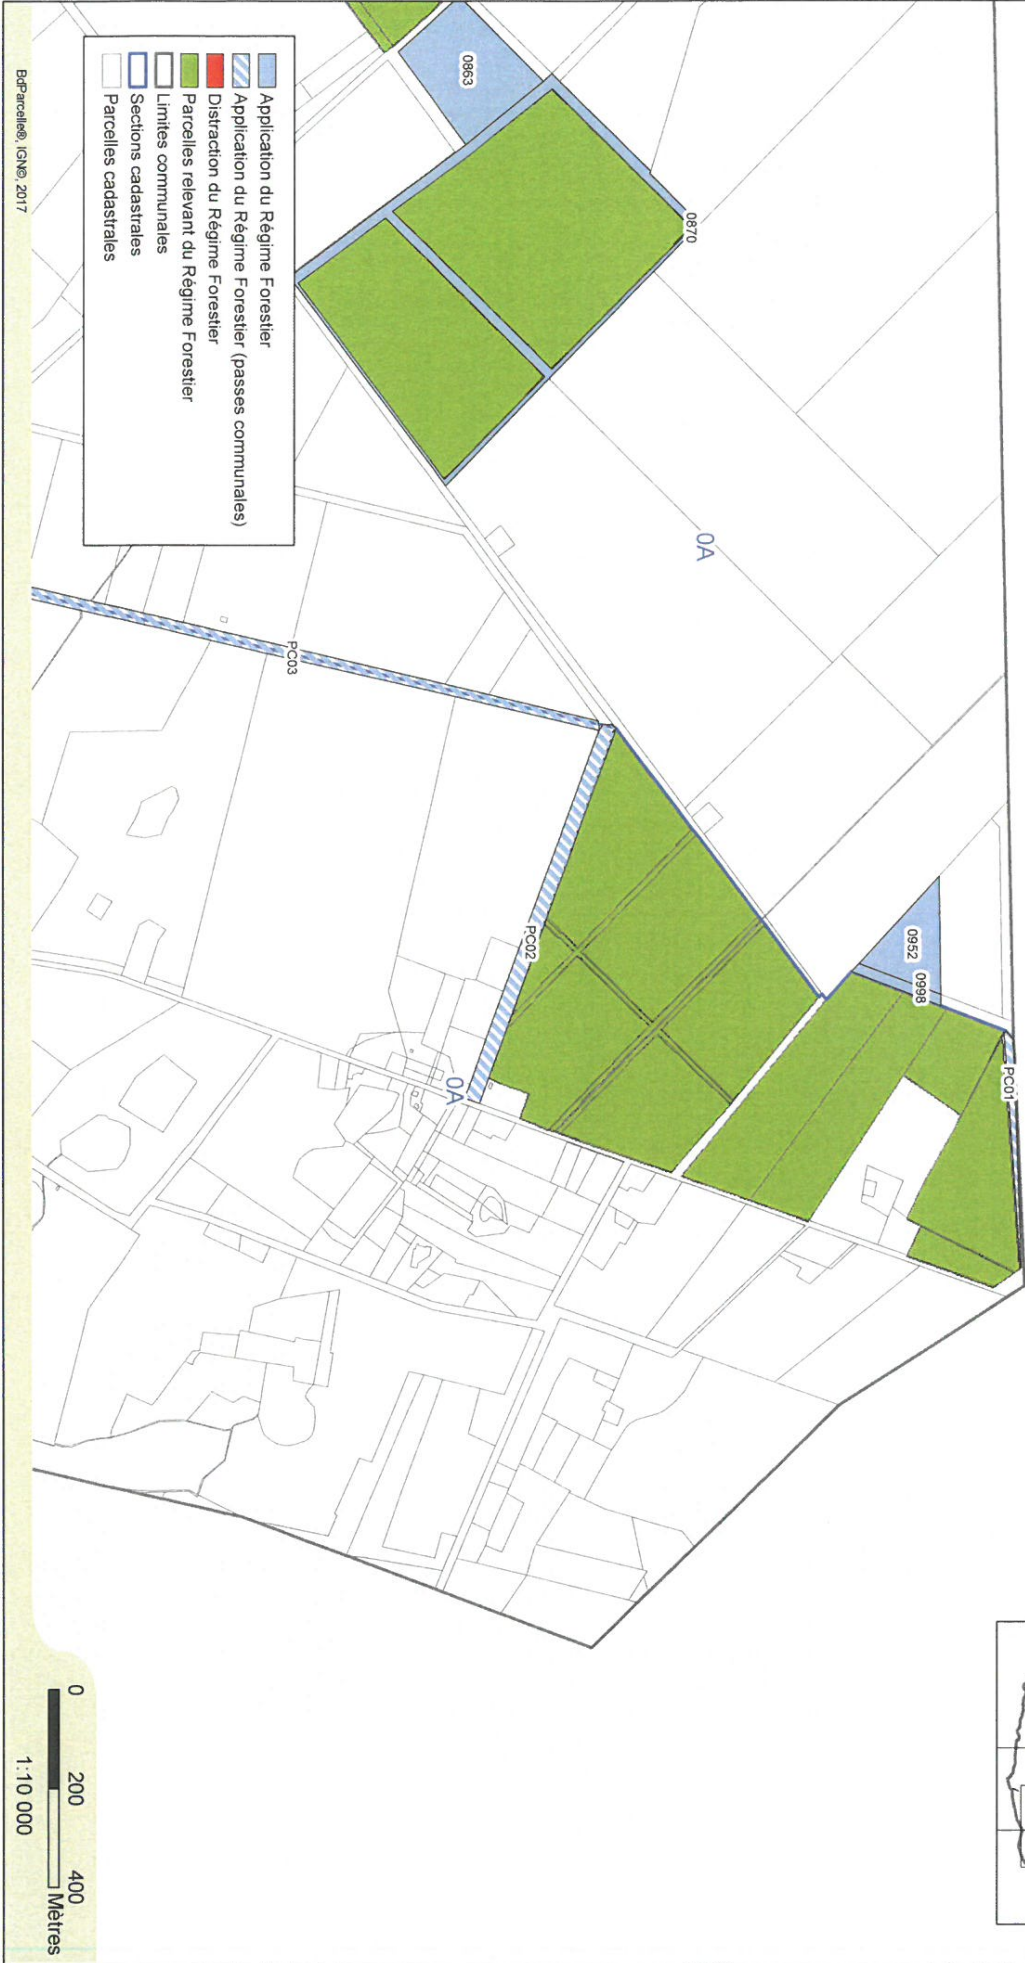 PC01
0998
0952
0870
0A
0863
PC02
PC03
0A
Application du Régime Forestier
Application du Régime Forestier (passes communales)
Distraction du Régime Forestier
Parcelles relevant du Régime Forestier
Limites communales
Sections cadastrales
Parcelles cadastrales
0 200 400
Mètres
1:10 000
BdParcelle®, IGN®, 2017